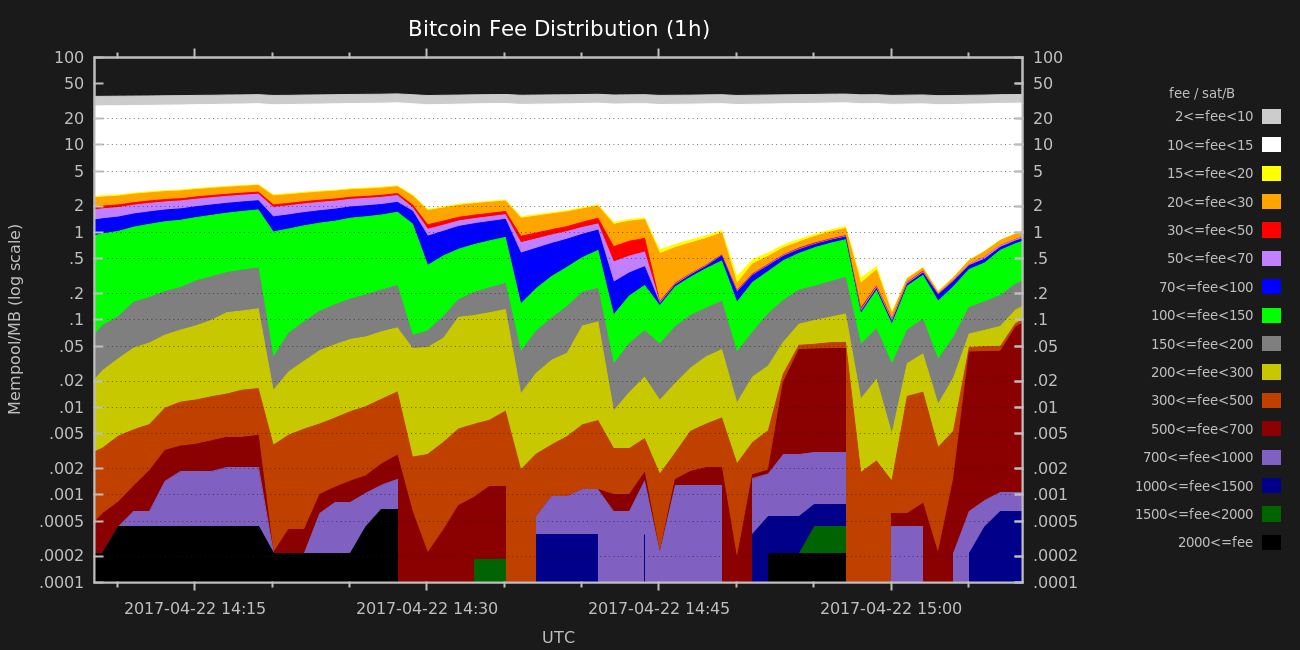 Bitcoin Fee Distribution (1h)
Mempool/MB (log scale)
100
50
20
10
5
2
1
.5
.2
.1
.05
.02
.01
.005
.002
.001
.0005
.0002
.0001
100
50
20
10
5
2
1
.5
.2
.1
.05
.02
.01
.005
.002
.001
.0005
.0002
.0001
2017-04-22 14:15
2017-04-22 14:30
2017-04-22 14:45
2017-04-22 15:00
UTC
fee / sat/B
2<=fee<10
10<=fee<15
15<=fee<20
20<=fee<30
30<=fee<50
50<=fee<70
70<=fee<100
100<=fee<150
150<=fee<200
200<=fee<300
300<=fee<500
500<=fee<700
700<=fee<1000
1000<=fee<1500
1500<=fee<2000
2000<=fee